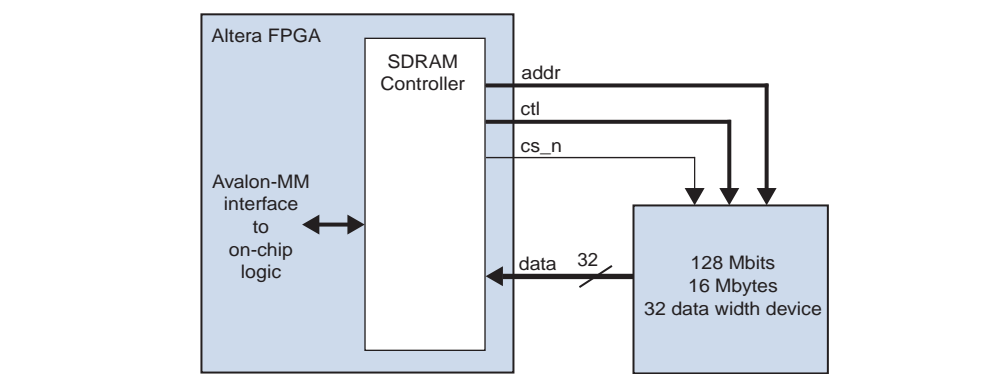 Altera FPGA
SDRAM
Controller
addr
ctl
cs_n
Avalon-MM
interface
to
on-chip
logic
data
32
128 Mbits
16 Mbytes
32 data width device